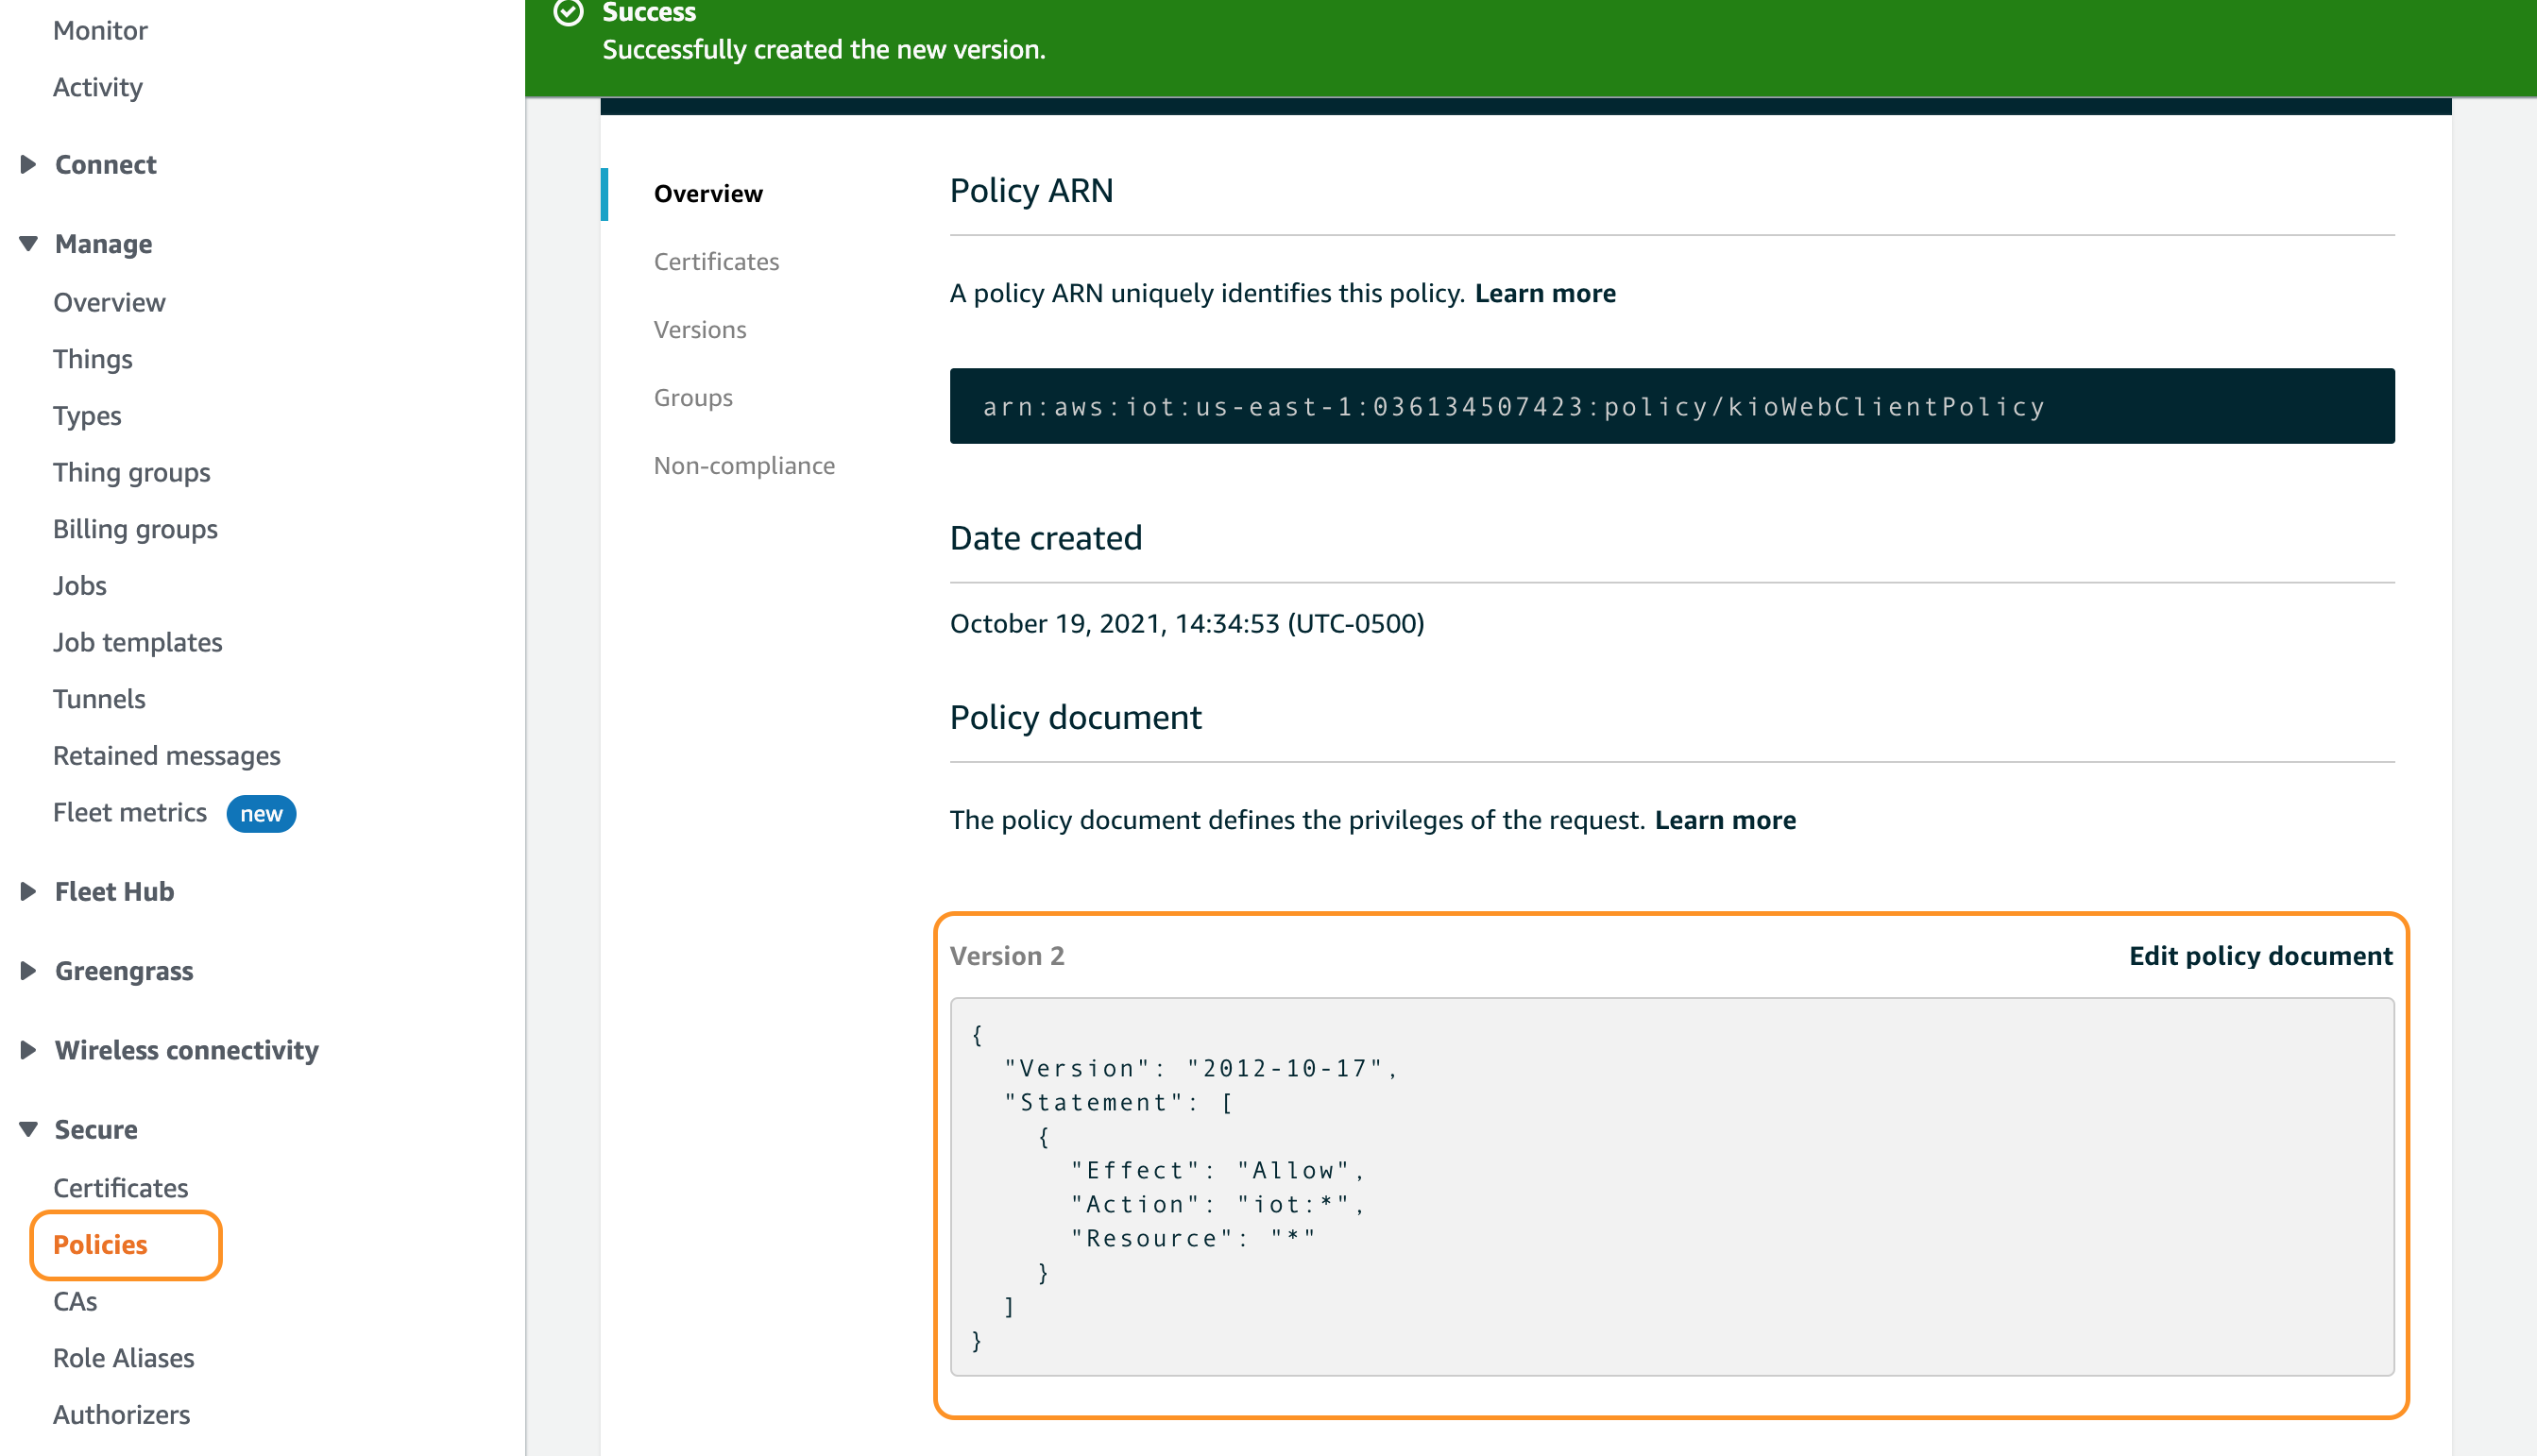 Monitor
Activity
Connect
Manage
Overview
Things
Types
Thing groups
Billing groups
Jobs
Job templates
Tunnels
Retained messages
Fleet metrics new
Fleet Hub
Greengrass
Wireless connectivity
Secure
Certificates
Policies
CAs
Role Aliases
Authorizers
Success
Successfully created the new version.
Overview
Certificates
Versions
Groups
Non-compliance
Policy ARN
A policy ARN uniquely identifies this policy. Learn more
arn:aws:iot:us-east-1:036134507423:policy/kioWebClientPolicy
Date created
October 19, 2021, 14:34:53 (UTC-0500)
Policy document
The policy document defines the privileges of the request. Learn more
Version 2 Edit policy document
{
  "Version": "2012-10-17",
  "Statement": [
    {
      "Effect": "Allow",
      "Action": "iot:*",
      "Resource": "*"
    }
  ]
}